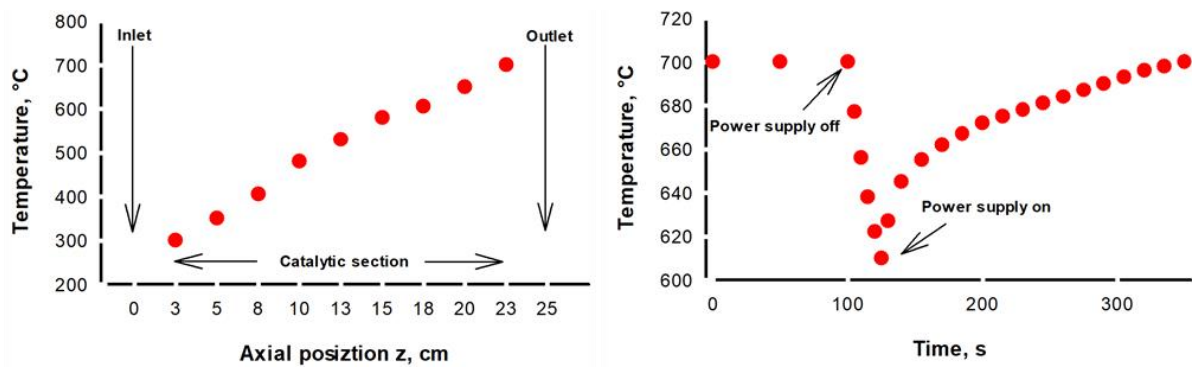 800
700
600
500
400
300
200
Temperature, °C
Inlet
Outlet
Catalytic section
0 3 5 8 10 13 15 18 20 23 25
Axial posiztion z, cm
720
700
680
660
640
620
600
Temperature, °C
Power supply off
Power supply on
0 100 200 300
Time, s